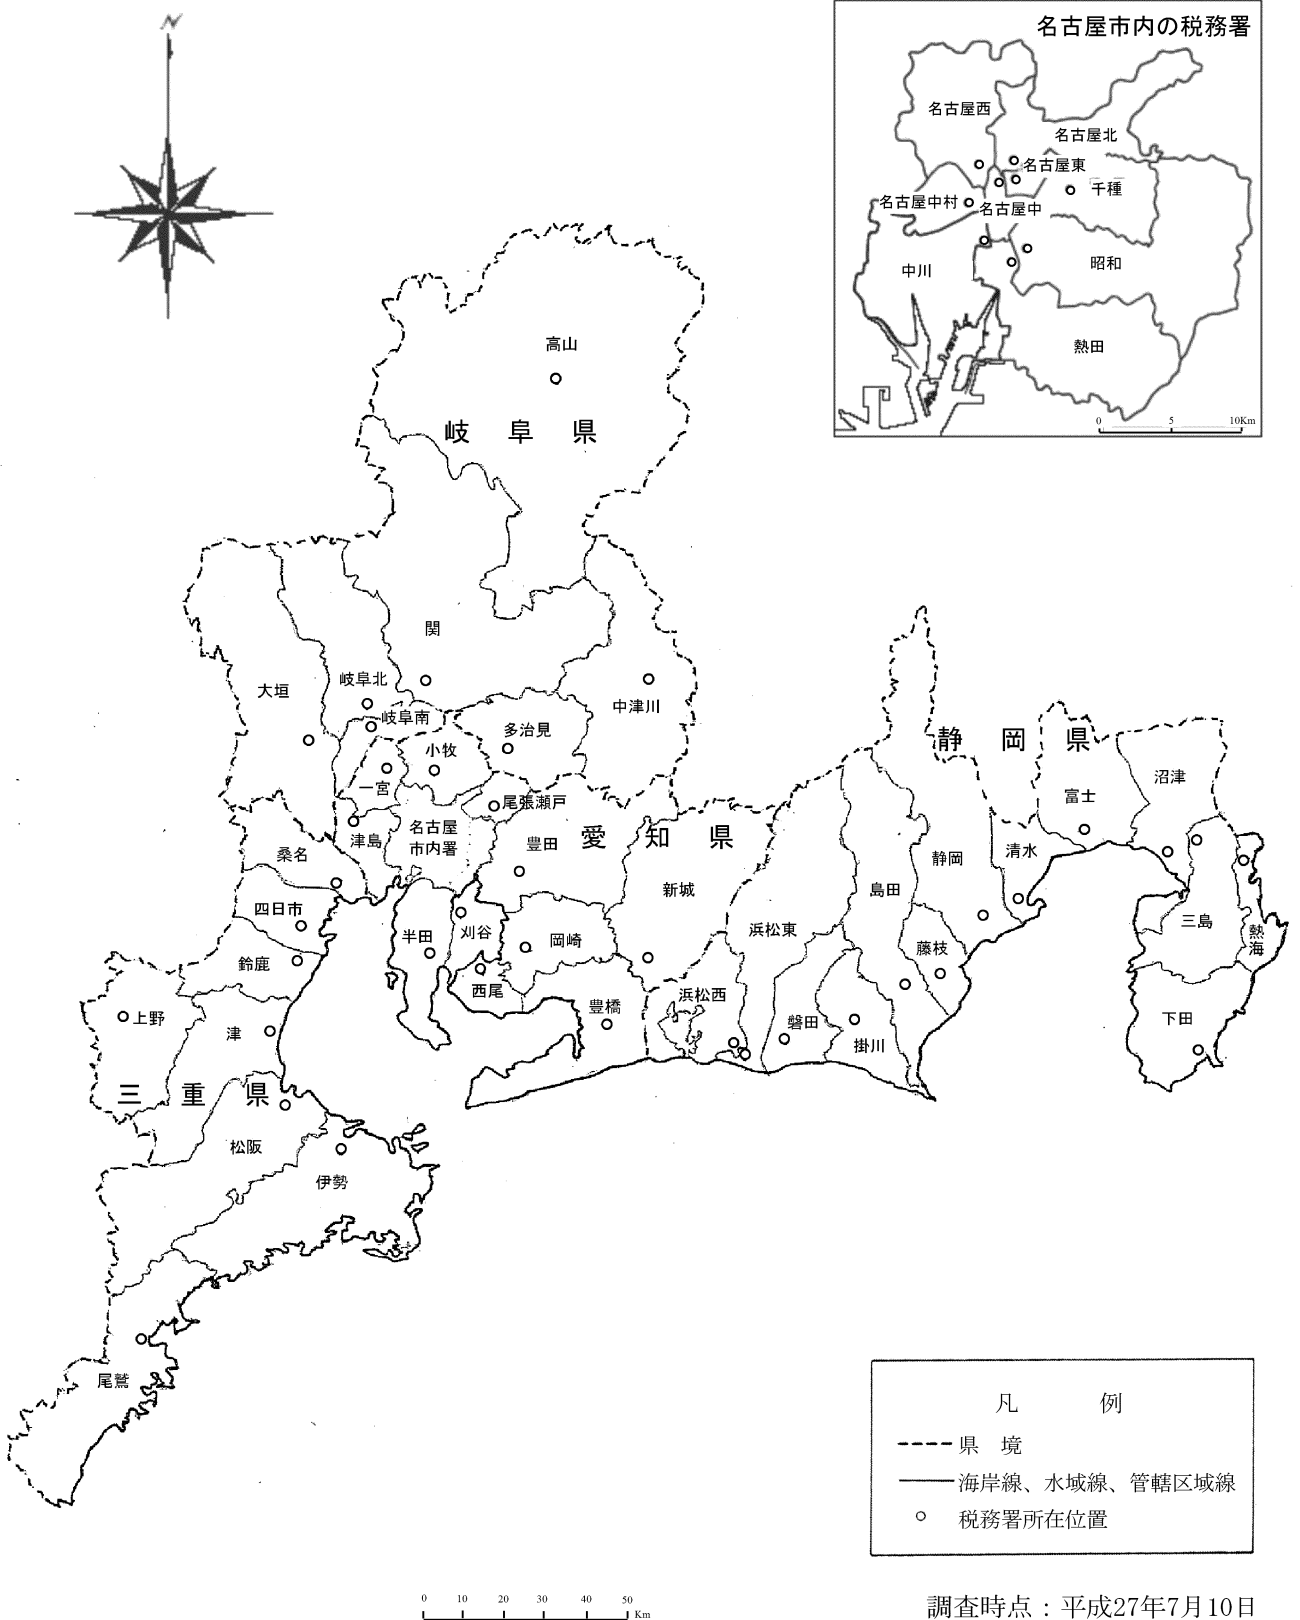 N
名古屋市内の税務署
名古屋西
名古屋北
名古屋東
千種
名古屋中村
名古屋中
中川
昭和
熱田
0 5 10Km
高山
岐阜県
関
大垣
岐阜北
岐阜南
中津川
多治見
小牧
一宮
尾張瀬戸
津島
名古屋
市内署
豊田
愛知県
新城
桑名
四日市
鈴鹿
半田
刈谷
岡崎
西尾
豊橋
上野
津
三重県
松阪
伊勢
尾鷲
静岡県
沼津
富士
清水
静岡
島田
浜松東
藤枝
三島
熱海
浜松西
磐田
掛川
下田
凡例
県境
海岸線、水域線、管轄区域線
税務署所在位置
0 10 20 30 40 50 Km
調査時点：平成27年7月10日